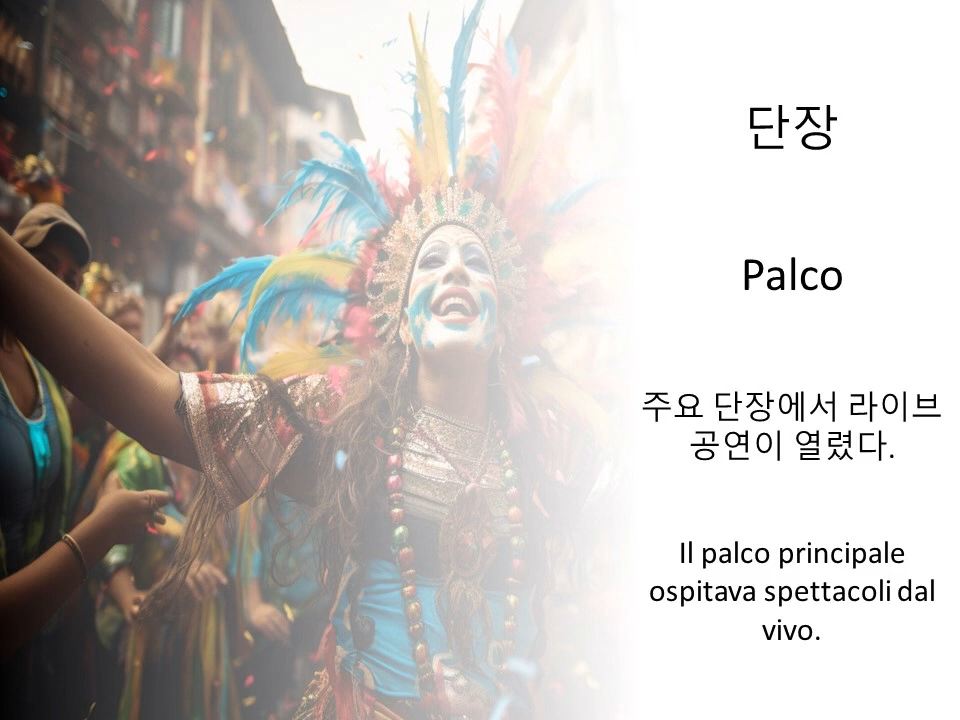 단장
Palco
주요 단장에서 라이브
공연이 열렸다.
Il palco principale
ospitava spettacoli dal
vivo.